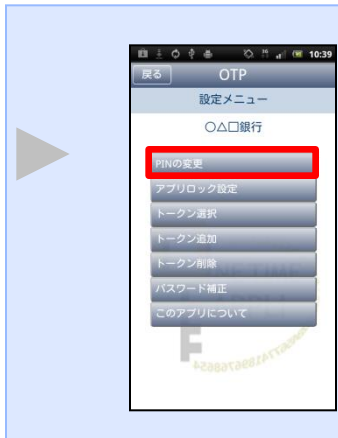 10:39
戻る OTP
設定メニュー
○△□銀行
PINの変更
アプリロック設定
トークン選択
トークン追加
トークン削除
パスワード補正
このアプリについて